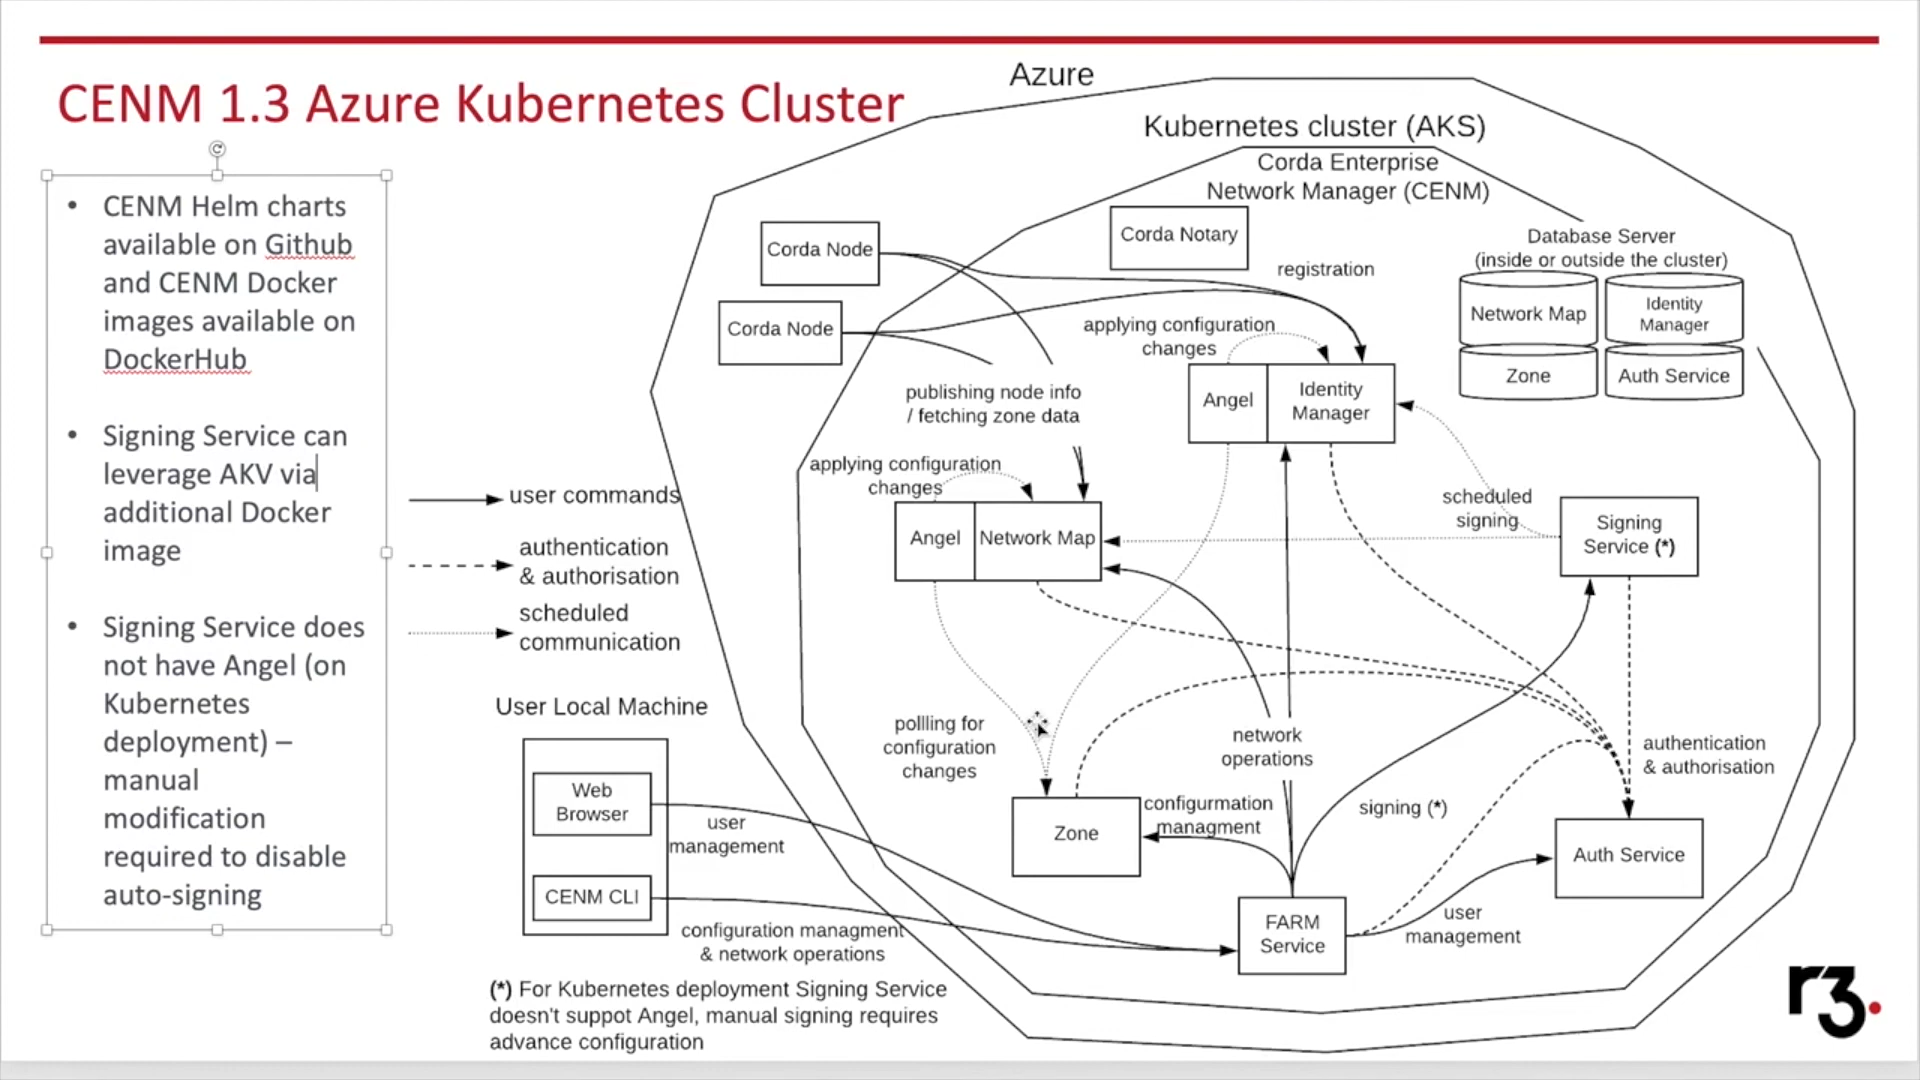 CENM 1.3 Azure Kubernetes Cluster
• CENM Helm charts
available on Github
and CENM Docker
images available on
DockerHub
• Signing Service can
leverage AKV via
additional Docker
image
• Signing Service does
not have Angel (on
Kubernetes
deployment) –
manual
modification
required to disable
auto-signing
user commands
authentication
& authorisation
scheduled
communication
User Local Machine
Web
Browser
CENM CLI
user
management
configuration managment
& network operations
(*) For Kubernetes deployment Signing Service
doesn't suppot Angel, manual signing requires
advance configuration
Azure
Kubernetes cluster (AKS)
Corda Enterprise
Network Manager (CENM)
Corda Node
Corda Node
Corda Notary
registration
Database Server
(inside or outside the cluster)
Network Map
Identity
Manager
Zone
Auth Service
applying configuration
changes
Angel
Identity
Manager
publishing node info
/ fetching zone data
applying configuration
changes
Angel
Network Map
scheduled
signing
Signing
Service (*)
pollling for
configuration
changes
network
operations
authentication
& authorisation
Zone
configurmation
managment
signing (*)
Auth Service
FARM
Service
user
management
r3.